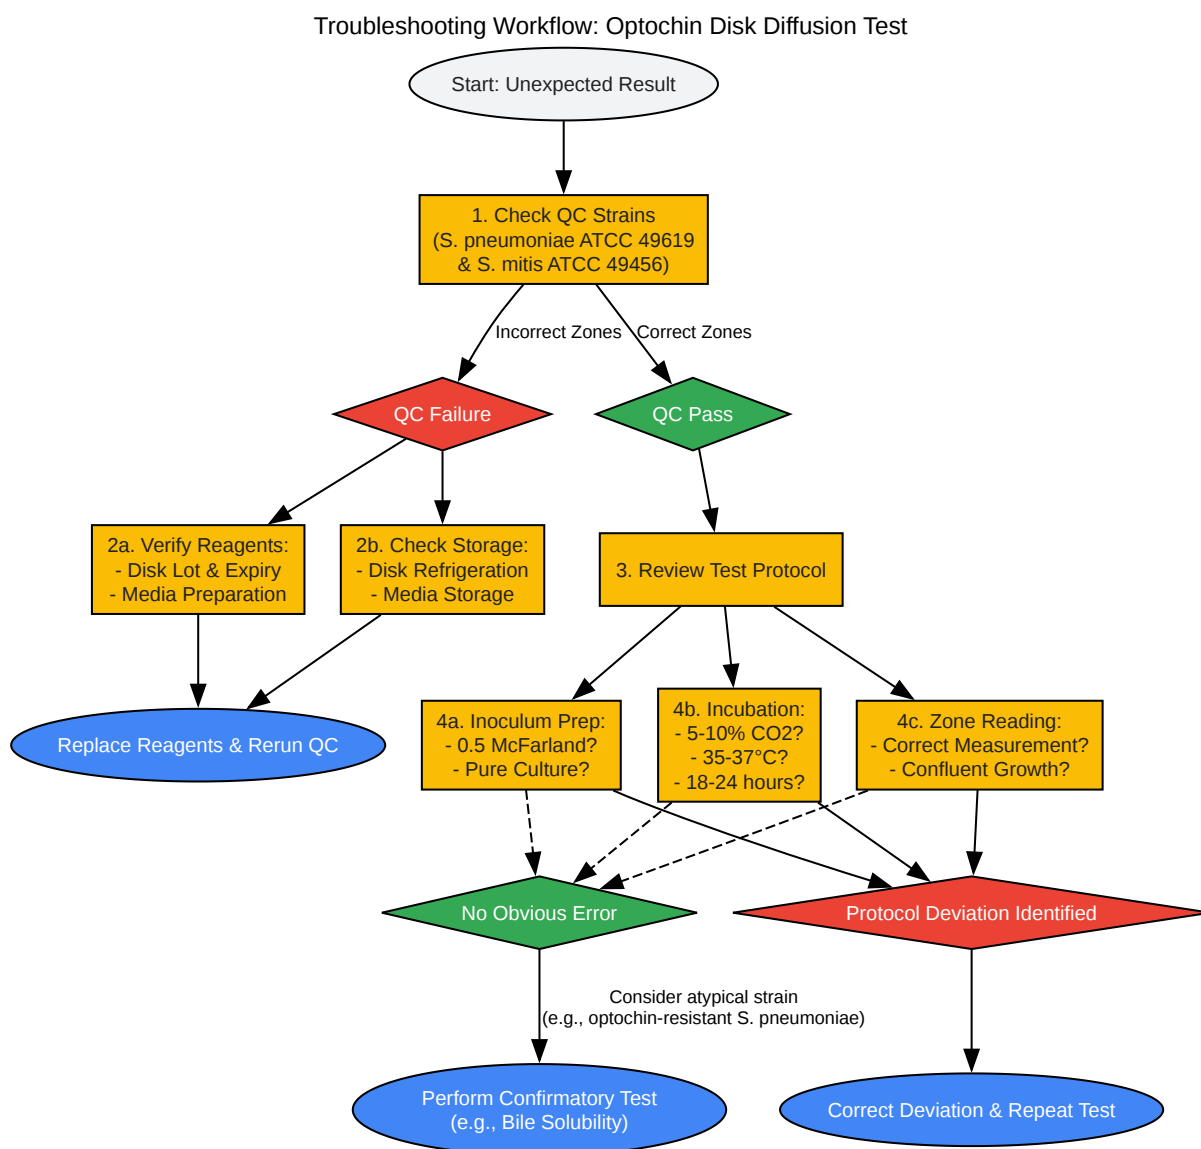 Troubleshooting Workflow: Optochin Disk Diffusion Test
Start: Unexpected Result
1. Check QC Strains
(S. pneumoniae ATCC 49619
& S. mitis ATCC 49456)
Incorrect Zones
Correct Zones
QC Failure
QC Pass
2a. Verify Reagents:
- Disk Lot & Expiry
- Media Preparation
2b. Check Storage:
- Disk Refrigeration
- Media Storage
3. Review Test Protocol
Replace Reagents & Rerun QC
4a. Inoculum Prep:
- 0.5 McFarland?
- Pure Culture?
4b. Incubation:
- 5-10% CO2?
- 35-37°C?
- 18-24 hours?
4c. Zone Reading:
- Correct Measurement?
- Confluent Growth?
No Obvious Error
Protocol Deviation Identified
Consider atypical strain
(e.g., optochin-resistant S. pneumoniae)
Perform Confirmatory Test
(e.g., Bile Solubility)
Correct Deviation & Repeat Test